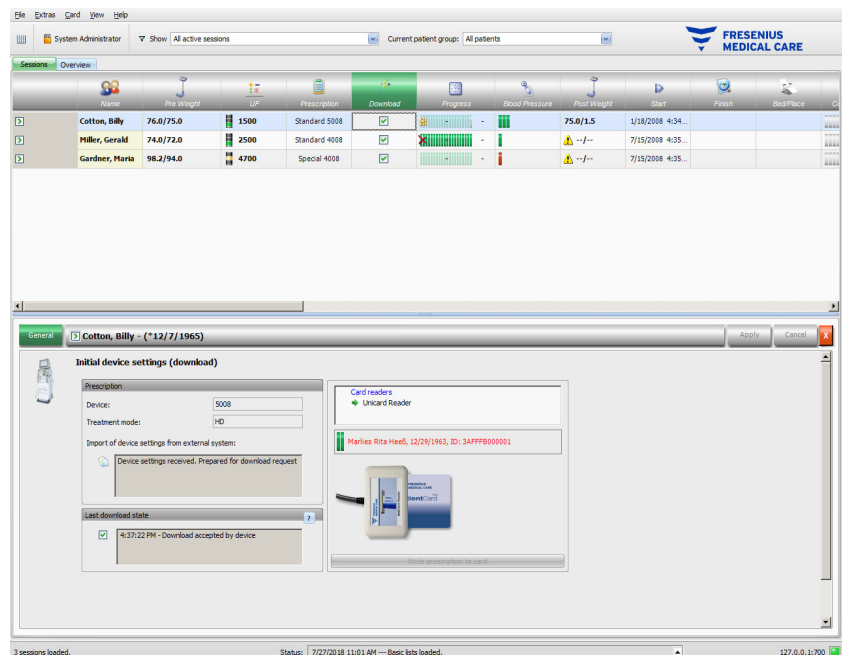 File Extras Card View Help
System Administrator Show All active sessions Current patient group: All patients
FRESENIUS
MEDICAL CARE
Sessions Overview
Name Pre Weight UF Prescription Download Progress Blood Pressure Post Weight Start Finish Bed/Place
Cotton, Billy 76.0/75.0 1500 Standard 5008 - - 75.0/1.5 1/18/2008 4:34...
Miller, Gerald 74.0/72.0 2500 Standard 4008 - - --/-- 7/15/2008 4:35...
Gardner, Maria 98.2/94.0 4700 Special 4008 - - --/-- 7/15/2008 4:35...
General Cotton, Billy - (*12/7/1965) Apply Cancel X
Initial device settings (download)
Prescription
Device: 5008
Treatment mode: HD
Import of device settings from external system:
Device settings received. Prepared for download request
Last download state ?
4:37:22 PM - Download accepted by device
Card readers
Unicard Reader
Marlies Rita Heeß, 12/29/1963, ID: 3AFFFB000001
FRESENIUS
MEDICAL CARE
ientCard
Write prescription to card
3 sessions loaded. Status: 7/27/2018 11:01 AM --- Basic lists loaded. 127.0.0.1:700